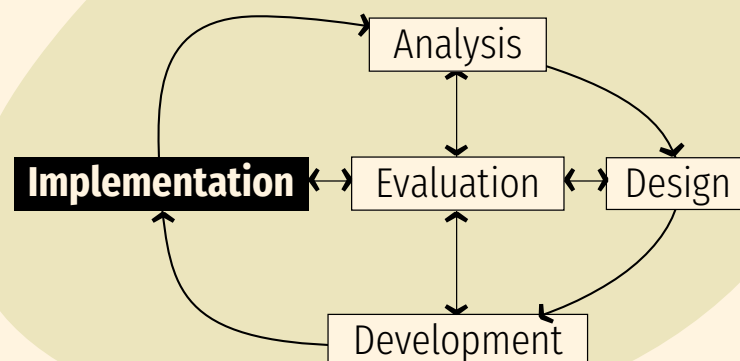 Analysis
Implementation
Evaluation
Design
Development